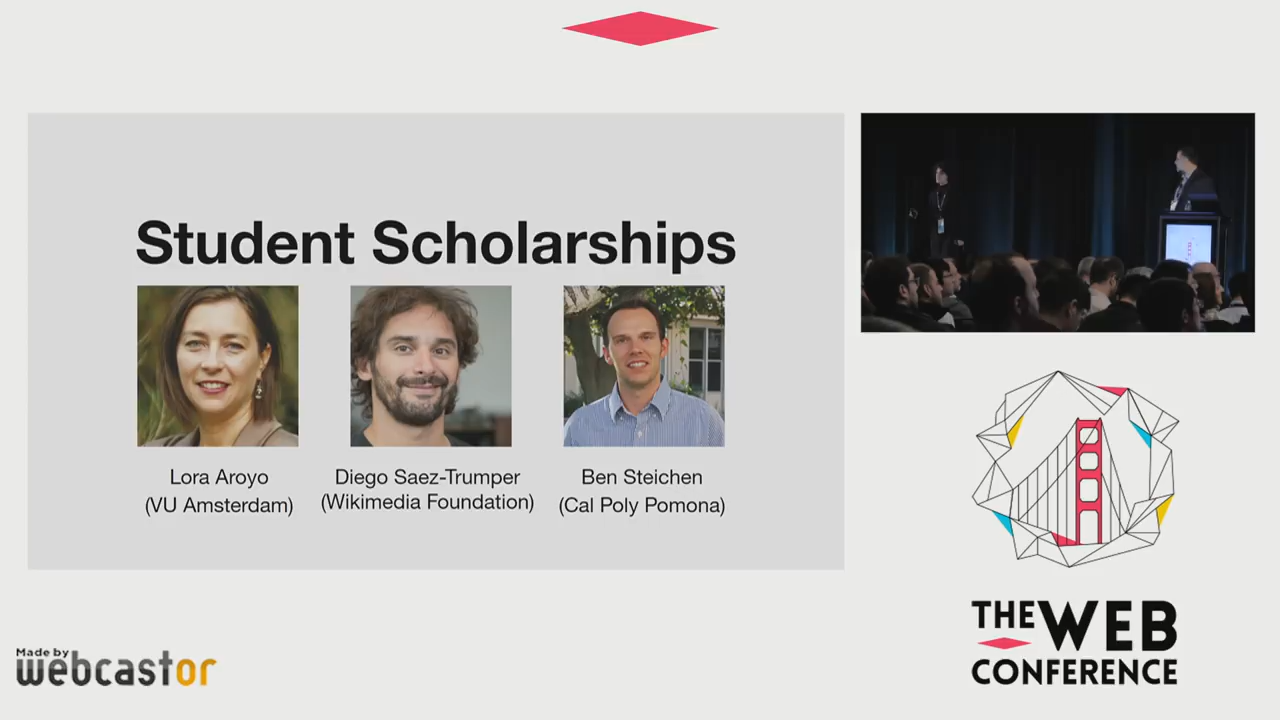 Student Scholarships
Lora Aroyo
(VU Amsterdam)
Diego Saez-Trumper
(Wikimedia Foundation)
Ben Steichen
(Cal Poly Pomona)
THE WEB
CONFERENCE
Made by
webcastor